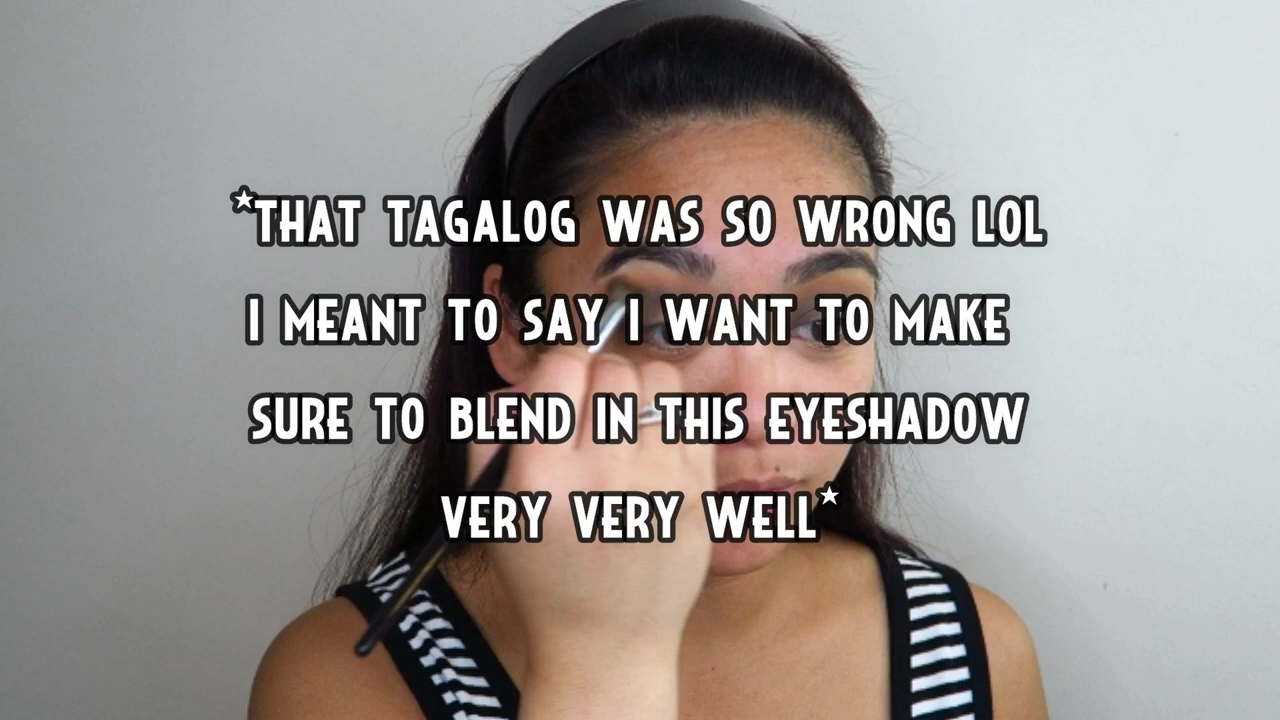 *THAT TAGALOG WAS SO WRONG LOL
I MEANT TO SAY I WANT TO MAKE
SURE TO BLEND IN THIS EYESHADOW
VERY VERY WELL*